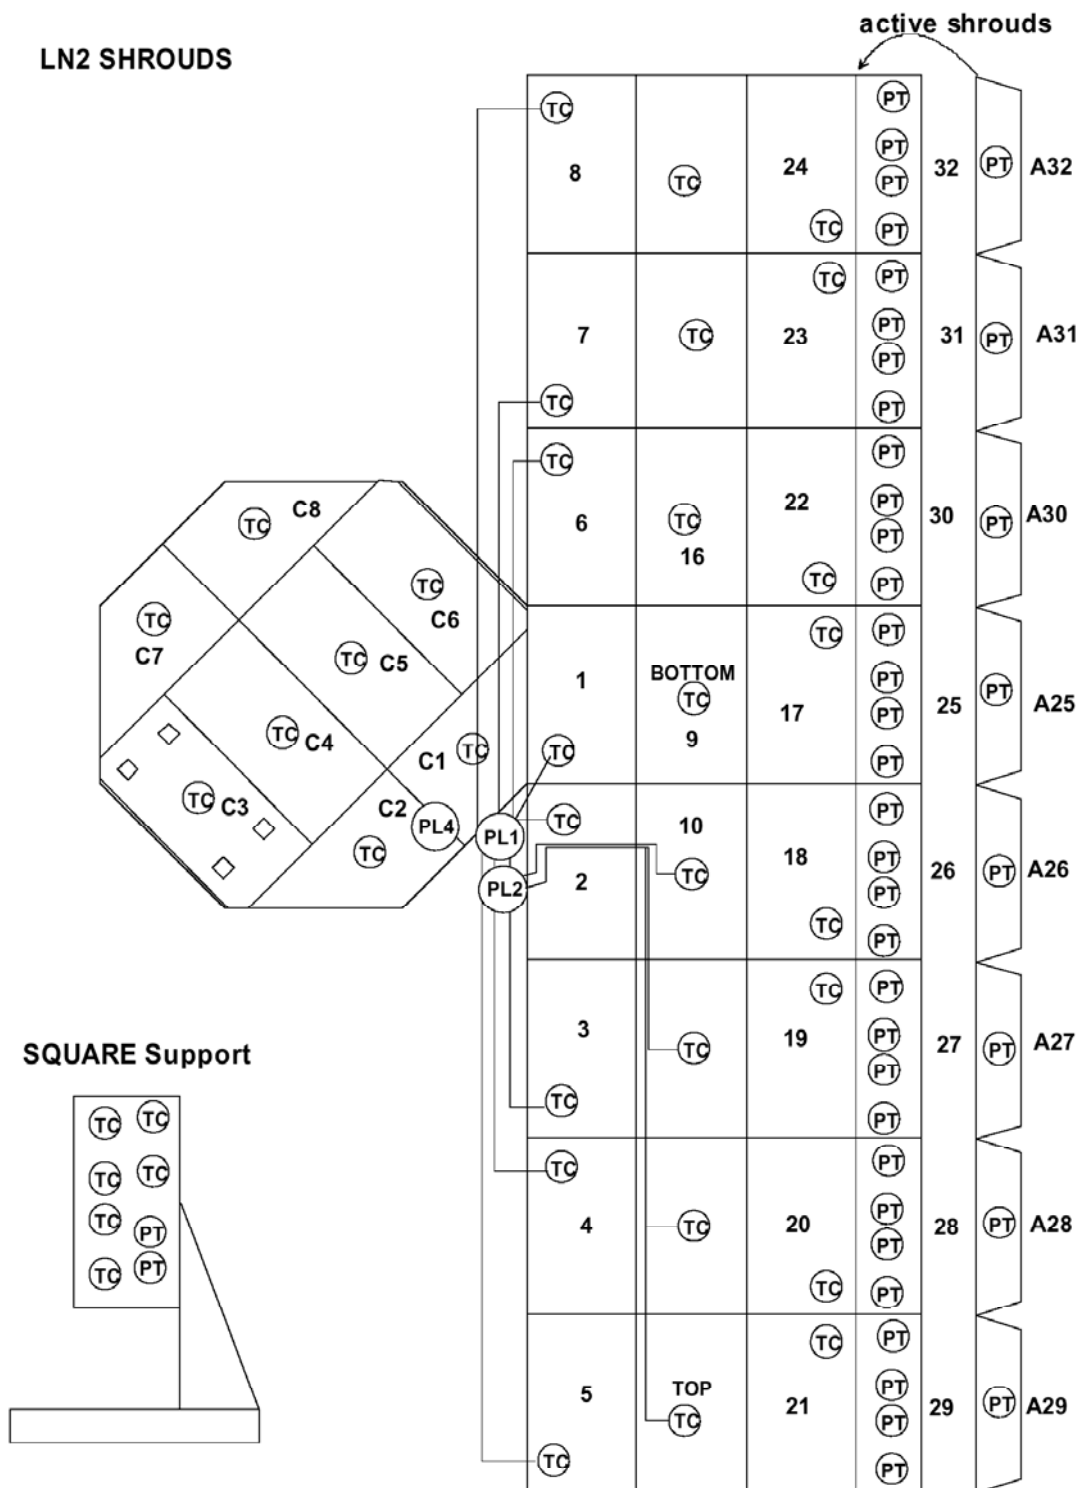 active shrouds
LN2 SHROUDS
TC
8
TC
24
TC
PT
PT
PT
PT
32
PT
A32
7
TC
TC
23
TC
PT
PT
PT
PT
31
PT
A31
TC
6
TC
16
22
TC
PT
PT
PT
PT
30
PT
A30
TC
C8
TC
C7
TC
C6
TC
C5
TC
C4
TC
C3
C1
TC
C2
TC
PL4
PL1
PL2
1
TC
BOTTOM
TC
9
TC
17
PT
PT
PT
PT
25
PT
A25
TC
2
10
TC
18
TC
PT
PT
PT
PT
26
PT
A26
3
TC
TC
TC
19
PT
PT
PT
PT
27
PT
A27
TC
4
TC
20
TC
PT
PT
PT
PT
28
PT
A28
5
TC
TOP
TC
TC
21
PT
PT
PT
PT
29
PT
A29
SQUARE Support
TC TC
TC TC
TC PT
TC PT